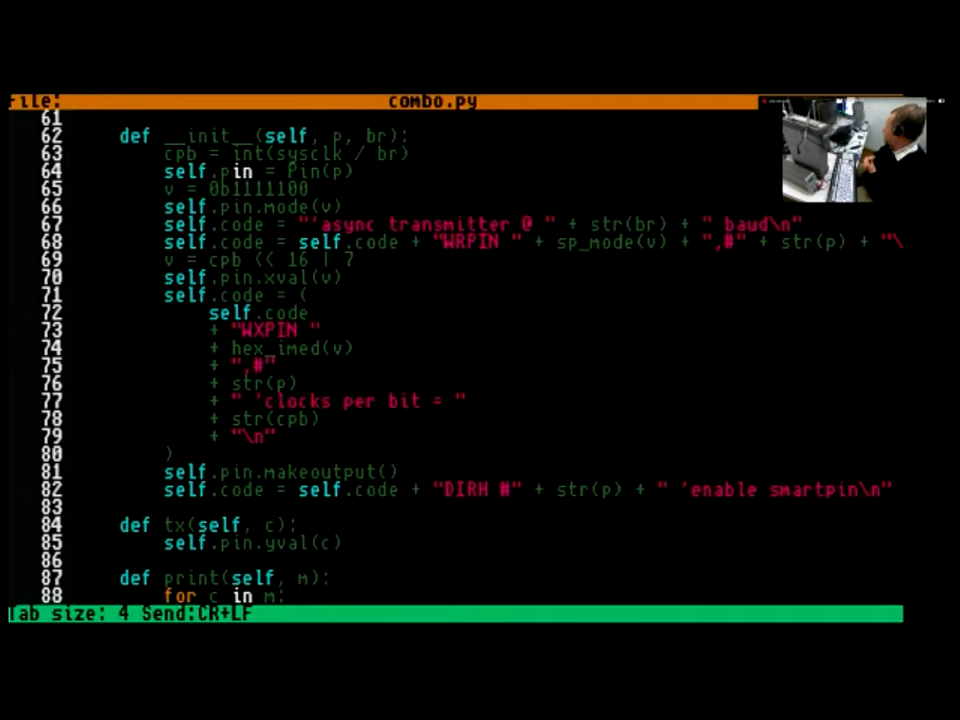 File: combo.py
61
62 def __init__(self, p, br):
63 cpb = int(sysclk / br)
64 self.pin = Pin(p)
65 v = 0b1111100
66 self.pin.mode(v)
67 self.code = "'async transmitter @ " + str(br) + " baud\n"
68 self.code = self.code + "WRPIN " + sp_mode(v) + ",#" + str(p) + "\
69 v = cpb << 16 | 7
70 self.pin.xval(v)
71 self.code = (
72 self.code
73 + "WXPIN "
74 + hex_imed(v)
75 + ",#"
76 + str(p)
77 + " 'clocks per bit = "
78 + str(cpb)
79 + "\n"
80 )
81 self.pin.makeoutput()
82 self.code = self.code + "DIRH #" + str(p) + " 'enable smartpin\n"
83
84 def tx(self, c):
85 self.pin.yval(c)
86
87 def print(self, m):
88 for c in m:
Tab size: 4 Send:CR+LF